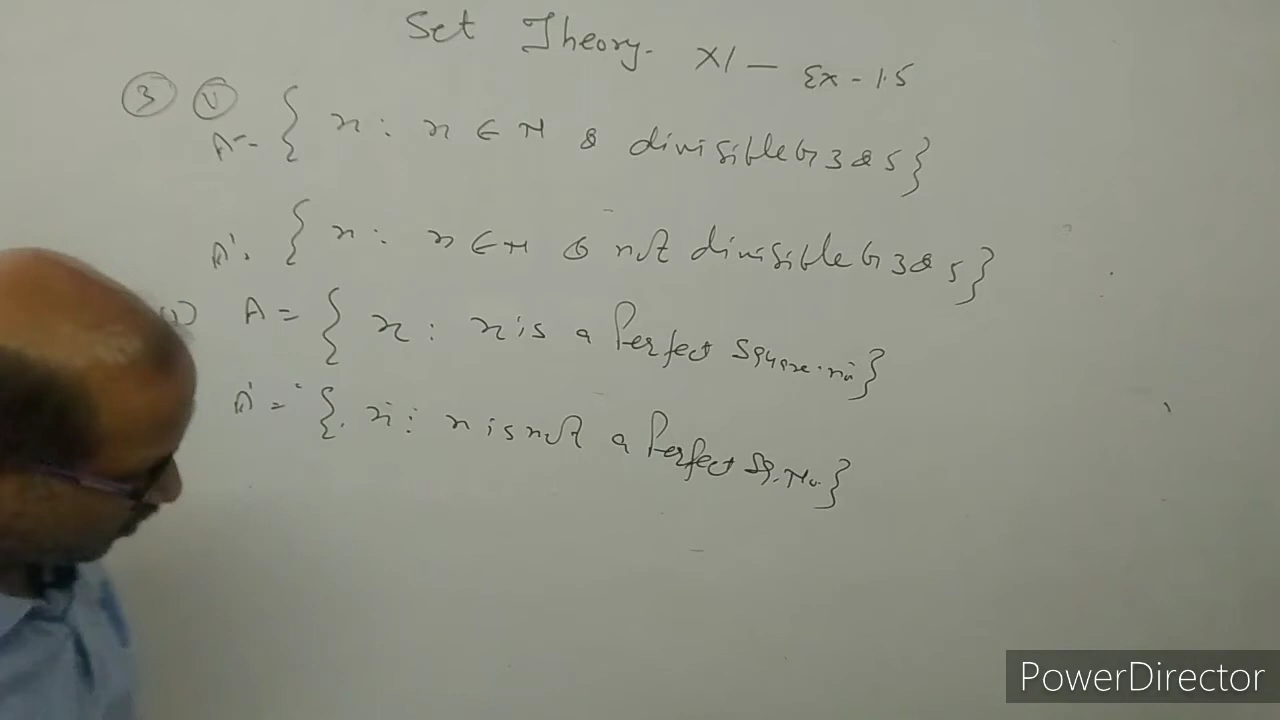 Set Theory. XI - Ex - 1.5
3 v
A = { x : x ∈ N & divisible by 3 & 5 }
A' = { x : x ∈ N & not divisible by 3 & 5 }
A = { x : x is a Perfect Square no }
A' = { x : x is not a Perfect Sq. No. }
PowerDirector